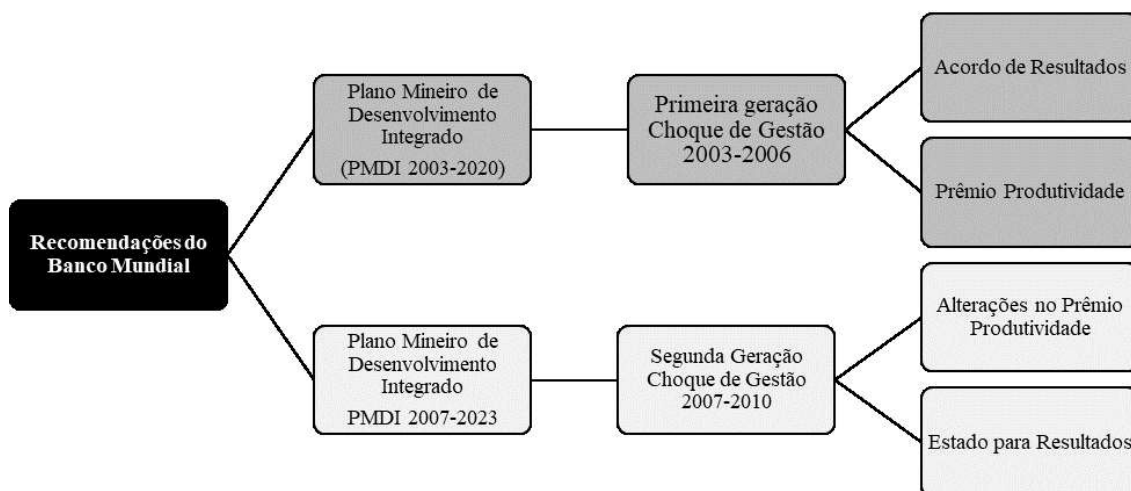 Recomendações do
Banco Mundial
Plano Mineiro de
Desenvolvimento
Integrado
(PMDI 2003-2020)
Primeira geração
Choque de Gestão
2003-2006
Acordo de Resultados
Prêmio Produtividade
Plano Mineiro de
Desenvolvimento
Integrado
PMDI 2007-2023
Segunda Geração
Choque de Gestão
2007-2010
Alterações no Prêmio
Produtividade
Estado para Resultados